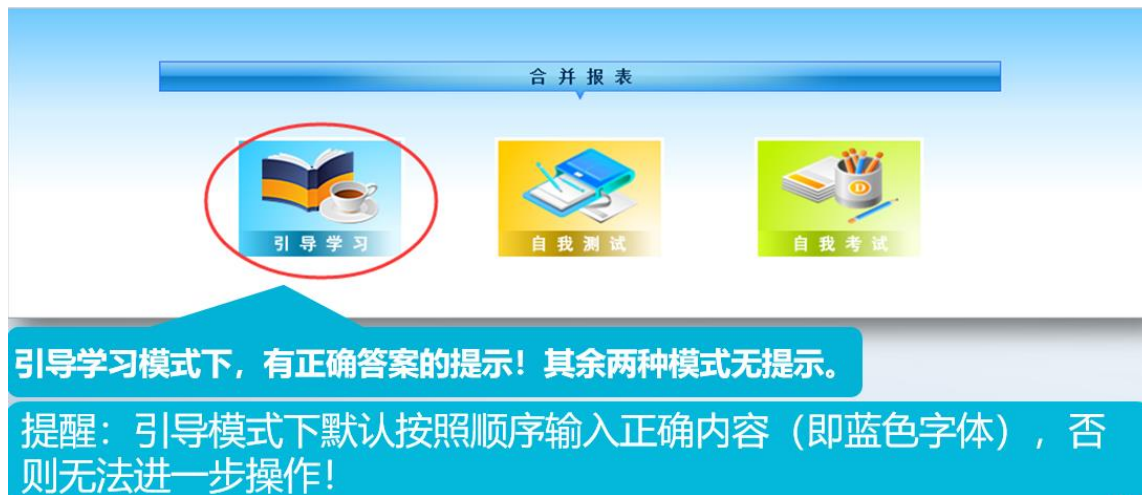 合并报表
引导学习
自我测试
自我考试
D
引导学习模式下，有正确答案的提示！其余两种模式无提示。
提醒：引导模式下默认按照顺序输入正确内容（即蓝色字体），否
则无法进一步操作！